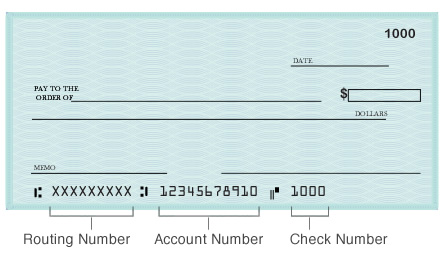 1000
DATE
PAY TO THE
ORDER OF
$
DOLLARS
MEMO
⑆ XXXXXXXXX ⑆ 12345678910 ⑈ 1000
Routing Number Account Number Check Number